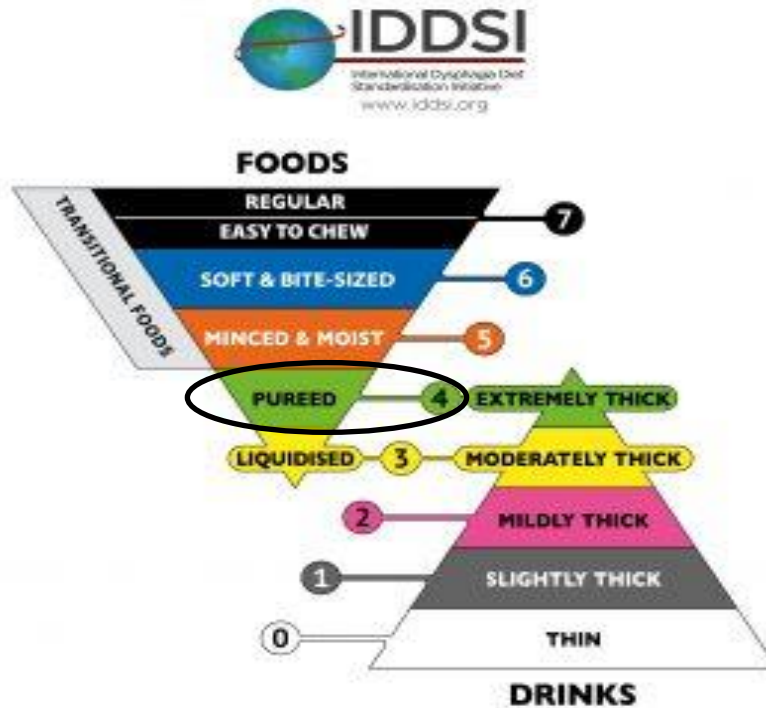 IDDSI
International Dysphagia Diet
Standardisation Initiative
www.iddsi.org
FOODS
TRANSITIONAL FOODS
REGULAR
EASY TO CHEW
7
SOFT & BITE-SIZED
6
MINCED & MOIST
5
PUREED
4
EXTREMELY THICK
LIQUIDISED
3
MODERATELY THICK
2
MILDLY THICK
1
SLIGHTLY THICK
0
THIN
DRINKS